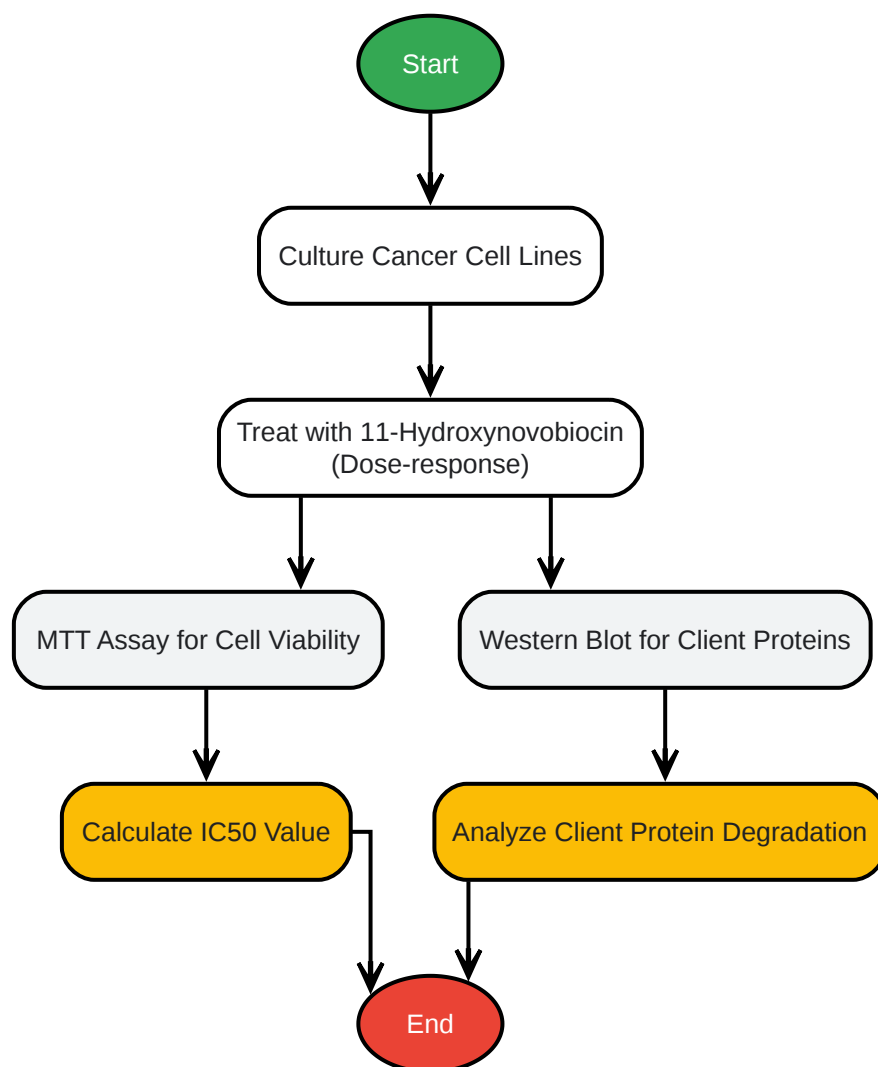 Start
Culture Cancer Cell Lines
Treat with 11-Hydroxynovobiocin
(Dose-response)
MTT Assay for Cell Viability
Western Blot for Client Proteins
Calculate IC50 Value
Analyze Client Protein Degradation
End